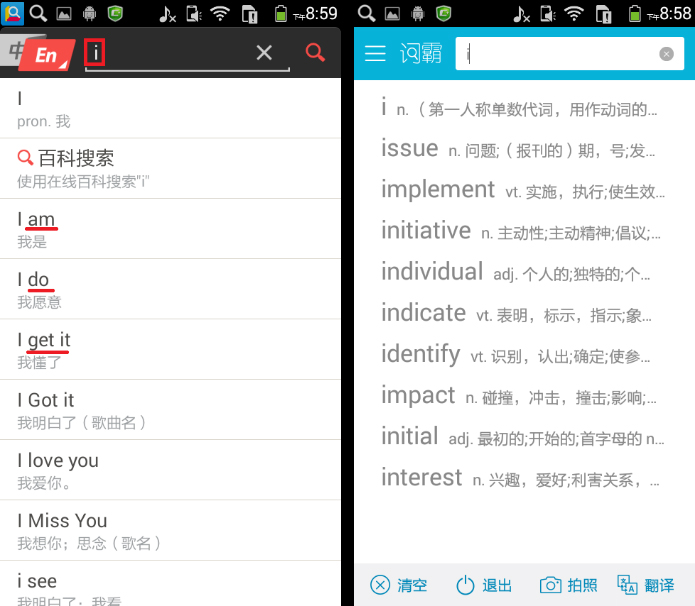 下午8:59
中
En
i
I
pron. 我
百科搜索
使用在线百科搜索"i"
I am
我是
I do
我愿意
I get it
我懂了
I Got it
我明白了（歌曲名）
I love you
我爱你。
I Miss You
我想你；思念（歌名）
i see
我明白了；我看
下午8:58
词霸
i
i n.（第一人称单数代词，用作动词的...
issue n. 问题;（报刊的）期，号;发...
implement vt. 实施，执行;使生效...
initiative n. 主动性;主动精神;倡议;...
individual adj. 个人的;独特的;个...
indicate vt. 表明，标示，指示;象...
identify vt. 识别，认出;确定;使参...
impact n. 碰撞，冲击，撞击;影响;...
initial adj. 最初的;开始的;首字母的 n...
interest n. 兴趣，爱好;利害关系，...
清空 退出 拍照 翻译